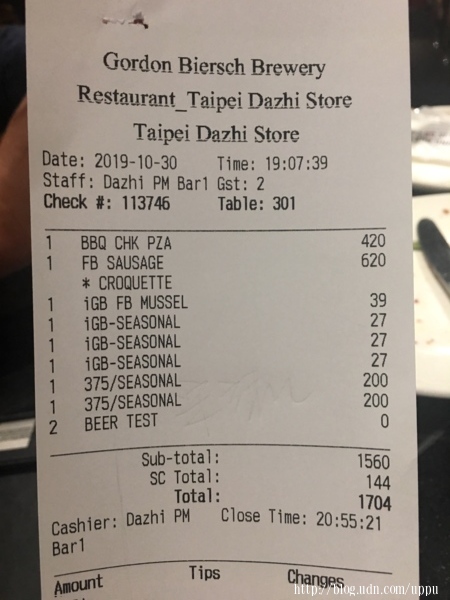 Gordon Biersch Brewery
Restaurant_Taipei Dazhi Store
Taipei Dazhi Store
Date: 2019-10-30 Time: 19:07:39
Staff: Dazhi PM Bar1 Gst: 2
Check #: 113746 Table: 301
1 BBQ CHK PZA 420
1 FB SAUSAGE 620
* CROQUETTE
1 iGB FB MUSSEL 39
1 iGB-SEASONAL 27
1 iGB-SEASONAL 27
1 iGB-SEASONAL 27
1 375/SEASONAL 200
1 375/SEASONAL 200
2 BEER TEST 0
Sub-total: 1560
SC Total: 144
Total: 1704
Cashier: Dazhi PM Close Time: 20:55:21
Bar1
Amount Tips Changes
http://blog.udn.com/uppu